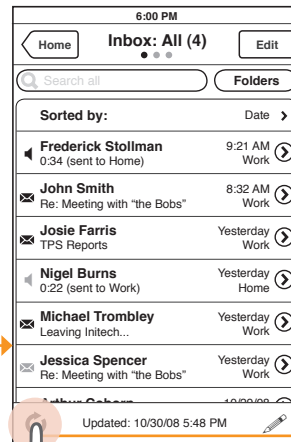 6:00 PM
Home
Inbox: All (4)
Edit
Search all
Folders
Sorted by:
Date
Frederick Stollman
9:21 AM
0:34 (sent to Home)
Work
John Smith
8:32 AM
Re: Meeting with “the Bobs”
Work
Josie Farris
Yesterday
TPS Reports
Work
Nigel Burns
Yesterday
0:22 (sent to Work)
Home
Michael Trombley
Yesterday
Leaving Initech...
Work
Jessica Spencer
Yesterday
Re: Meeting with “the Bobs”
Work
Updated: 10/30/08 5:48 PM